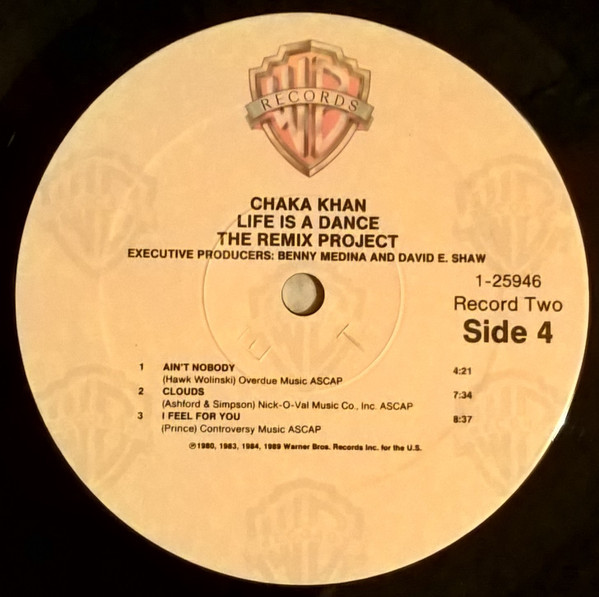 WB
RECORDS
CHAKA KHAN
LIFE IS A DANCE
THE REMIX PROJECT
EXECUTIVE PRODUCERS: BENNY MEDINA AND DAVID E. SHAW
1-25946
Record Two
Side 4
1 AIN'T NOBODY 4:21
(Hawk Wolinski) Overdue Music ASCAP
2 CLOUDS 7:34
(Ashford & Simpson) Nick-O-Val Music Co., Inc. ASCAP
3 I FEEL FOR YOU 8:37
(Prince) Controversy Music ASCAP
℗1980, 1983, 1984, 1989 Warner Bros. Records Inc. for the U.S.